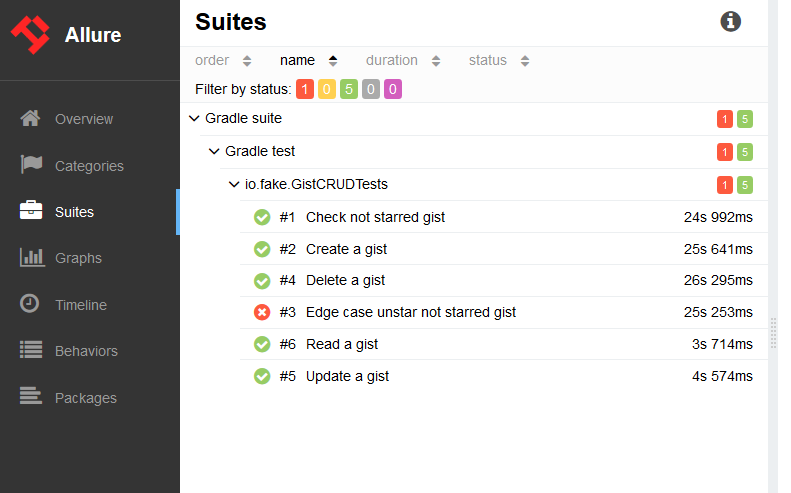 Allure
Overview
Categories
Suites
Graphs
Timeline
Behaviors
Packages
Suites
order name duration status
Filter by status: 1 0 5 0 0
Gradle suite 1 5
Gradle test 1 5
io.fake.GistCRUDTests 1 5
#1 Check not starred gist 24s 992ms
#2 Create a gist 25s 641ms
#4 Delete a gist 26s 295ms
#3 Edge case unstar not starred gist 25s 253ms
#6 Read a gist 3s 714ms
#5 Update a gist 4s 574ms